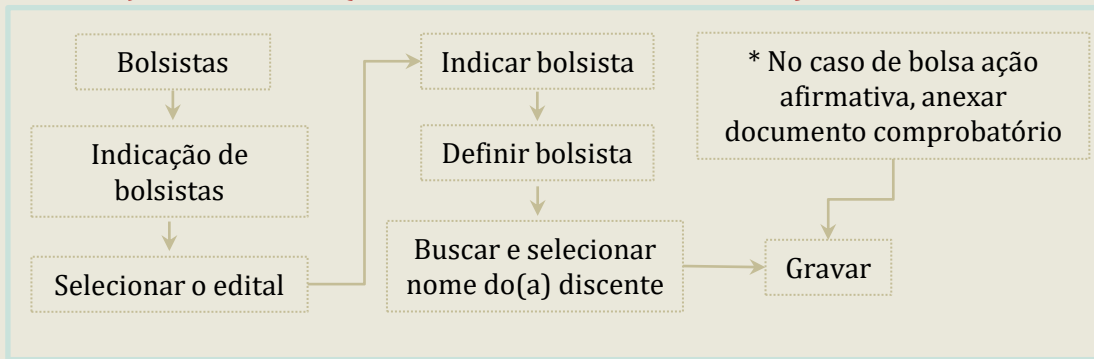 Bolsistas
Indicação de
bolsistas
Selecionar o edital
Indicar bolsista
Definir bolsista
Buscar e selecionar
nome do(a) discente
* No caso de bolsa ação
afirmativa, anexar
documento comprobatório
Gravar